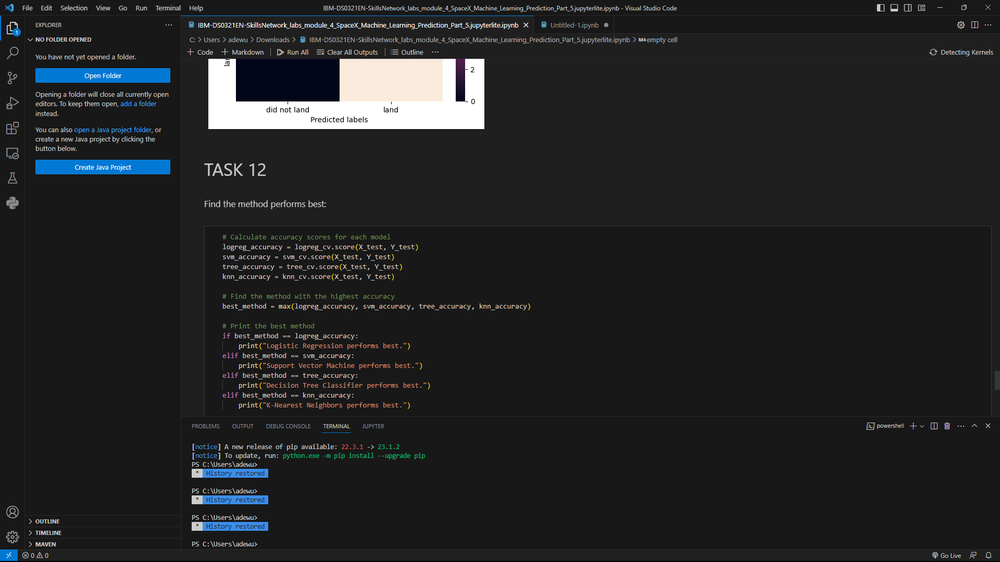 File Edit Selection View Go Run Terminal Help
IBM-DS0321EN-SkillsNetwork_labs_module_4_SpaceX_Machine_Learning_Prediction_Part_5.jupyterlite.ipynb - Visual Studio Code
EXPLORER
NO FOLDER OPENED
You have not yet opened a folder.
Open Folder
Opening a folder will close all currently open
editors. To keep them open, add a folder
instead.
You can also open a Java project folder, or
create a new Java project by clicking the
button below.
Create Java Project
OUTLINE
TIMELINE
MAVEN
1
IBM-DS0321EN-SkillsNetwork_labs_module_4_SpaceX_Machine_Learning_Prediction_Part_5.jupyterlite.ipynb
Untitled-1.ipynb
C: > Users > adewu > Downloads > IBM-DS0321EN-SkillsNetwork_labs_module_4_SpaceX_Machine_Learning_Prediction_Part_5.jupyterlite.ipynb > M↓empty cell
+ Code + Markdown Run All Clear All Outputs Outline ...
Detecting Kernels
2
0
did not land
land
Predicted labels
TASK 12
Find the method performs best:
# Calculate accuracy scores for each model
logreg_accuracy = logreg_cv.score(X_test, Y_test)
svm_accuracy = svm_cv.score(X_test, Y_test)
tree_accuracy = tree_cv.score(X_test, Y_test)
knn_accuracy = knn_cv.score(X_test, Y_test)
# Find the method with the highest accuracy
best_method = max(logreg_accuracy, svm_accuracy, tree_accuracy, knn_accuracy)
# Print the best method
if best_method == logreg_accuracy:
    print("Logistic Regression performs best.")
elif best_method == svm_accuracy:
    print("Support Vector Machine performs best.")
elif best_method == tree_accuracy:
    print("Decision Tree Classifier performs best.")
elif best_method == knn_accuracy:
    print("K-Nearest Neighbors performs best.")
PROBLEMS OUTPUT DEBUG CONSOLE TERMINAL JUPYTER
powershell
[notice] A new release of pip available: 22.3.1 -> 23.1.2
[notice] To update, run: python.exe -m pip install --upgrade pip
PS C:\Users\adewu>
* History restored
PS C:\Users\adewu>
* History restored
PS C:\Users\adewu>
* History restored
PS C:\Users\adewu>
0 0
Go Live